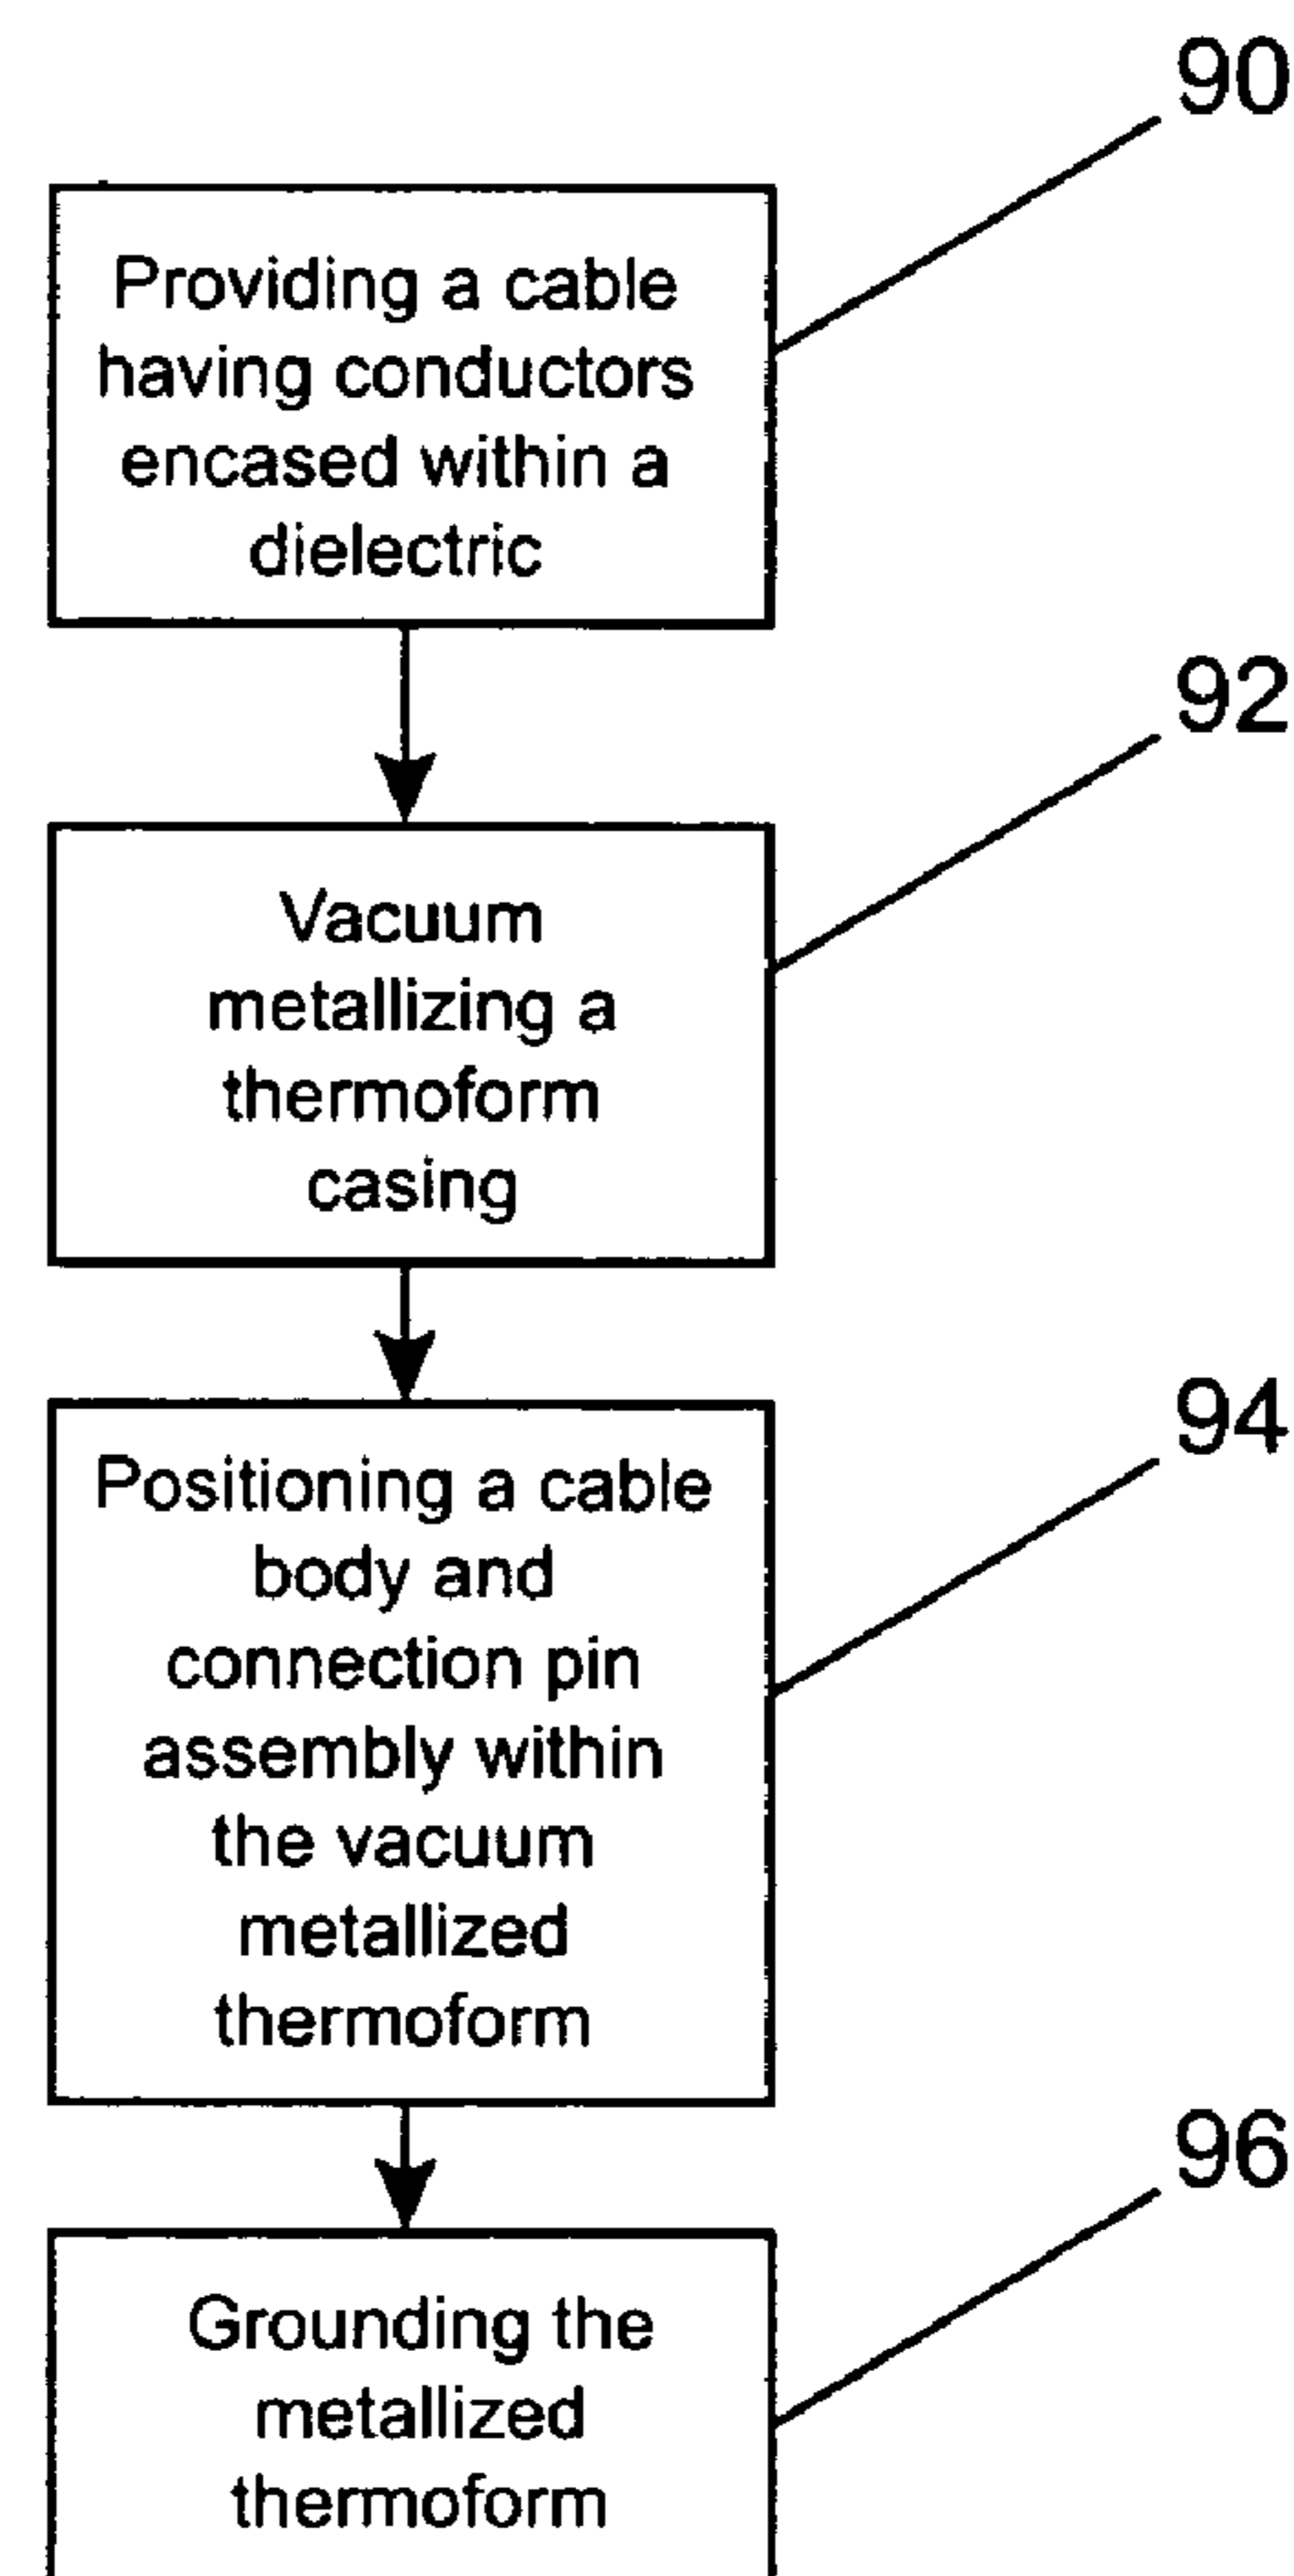 90
Providing a cable
having conductors
encased within a
dielectric
92
Vacuum
metallizing a
thermoform
casing
94
Positioning a cable
body and
connection pin
assembly within
the vacuum
metallized
thermoform
96
Grounding the
metallized
thermoform